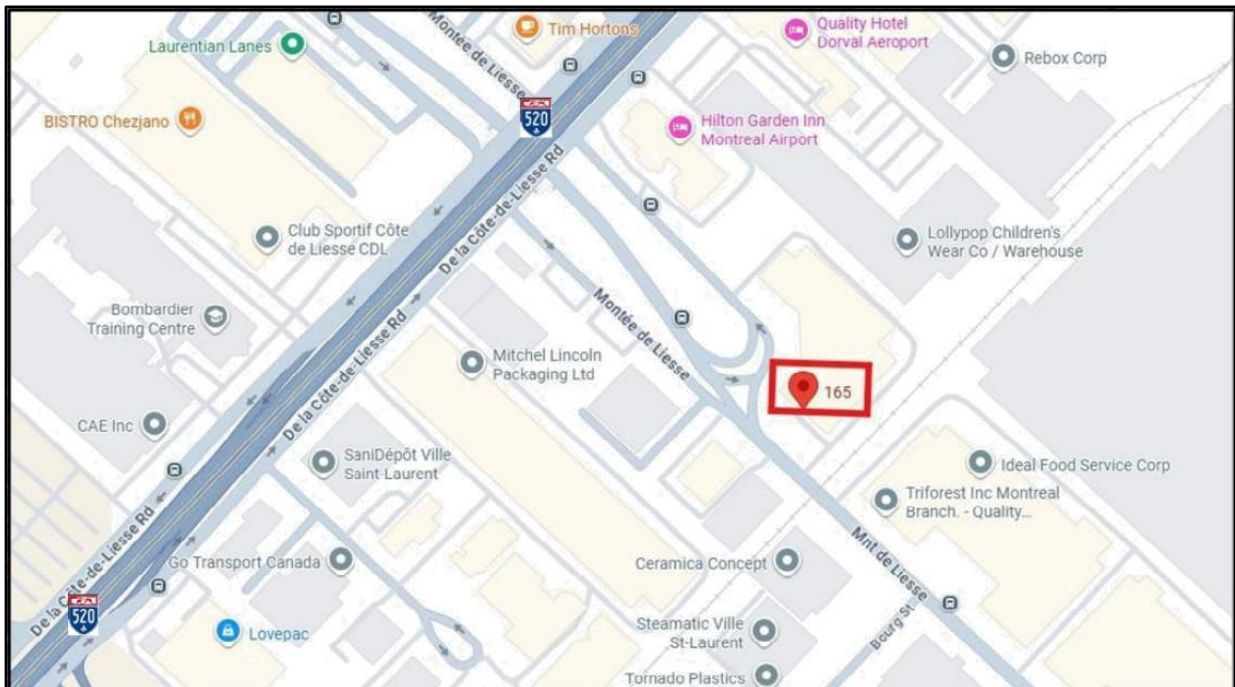 Montée de Liesse
Tim Hortons
Quality Hotel
Dorval Aeroport
Laurentian Lanes
Rebox Corp
520
BISTRO Chezjano
Hilton Garden Inn
Montreal Airport
De la Côte-de-Liesse Rd
Club Sportif Côte
de Liesse CDL
Lollypop Children's
Wear Co / Warehouse
Bombardier
Training Centre
Montée de Liesse
De la Côte-de-Liesse Rd
Mitchel Lincoln
Packaging Ltd
165
CAE Inc
SaniDépôt Ville
Saint-Laurent
Ideal Food Service Corp
Triforest Inc Montreal
Branch. - Quality...
De la Côte-de-Liesse Rd
Go Transport Canada
Ceramica Concept
Mnt de Liesse
520
Lovepac
Steamatic Ville
St-Laurent
Bourg St.
Tornado Plastics